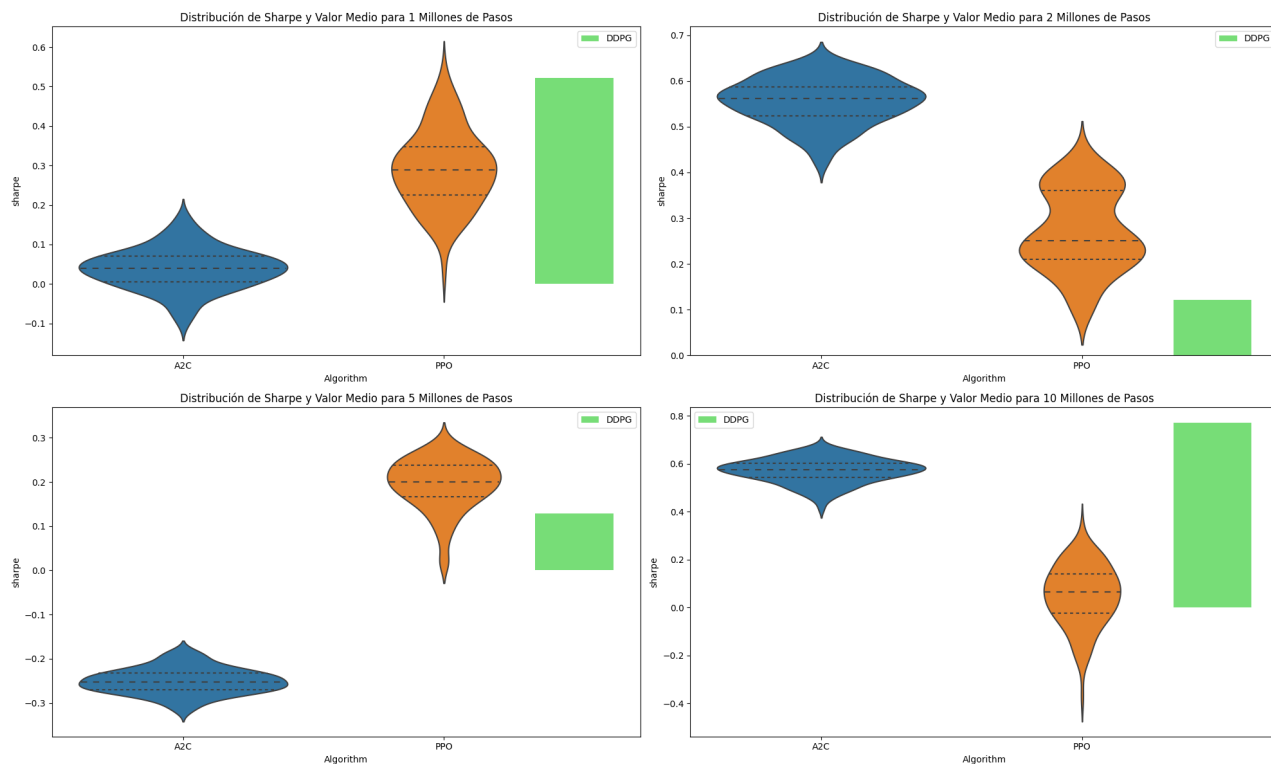 Distribución de Sharpe y Valor Medio para 1 Millones de Pasos
DDPG
0.6
0.5
0.4
0.3
0.2
0.1
0.0
−0.1
sharpe
A2C
PPO
Algorithm
Distribución de Sharpe y Valor Medio para 2 Millones de Pasos
DDPG
0.7
0.6
0.5
0.4
0.3
0.2
0.1
0.0
sharpe
A2C
PPO
Algorithm
Distribución de Sharpe y Valor Medio para 5 Millones de Pasos
DDPG
0.3
0.2
0.1
0.0
−0.1
−0.2
−0.3
sharpe
A2C
PPO
Algorithm
Distribución de Sharpe y Valor Medio para 10 Millones de Pasos
DDPG
0.8
0.6
0.4
0.2
0.0
−0.2
−0.4
sharpe
A2C
PPO
Algorithm